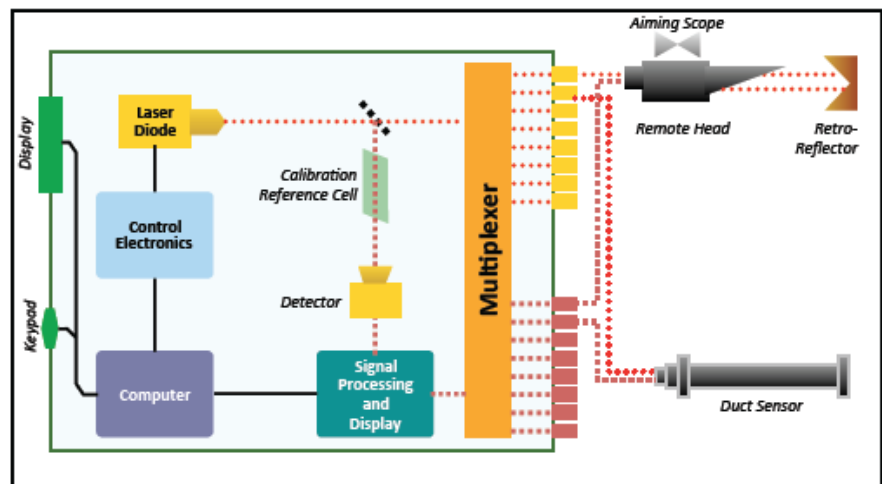 Aiming Scope
Display
Laser
Diode
Remote Head
Retro-
Reflector
Calibration
Reference Cell
Control
Electronics
Multiplexer
Detector
Keypad
Computer
Signal
Processing
and
Display
Duct Sensor